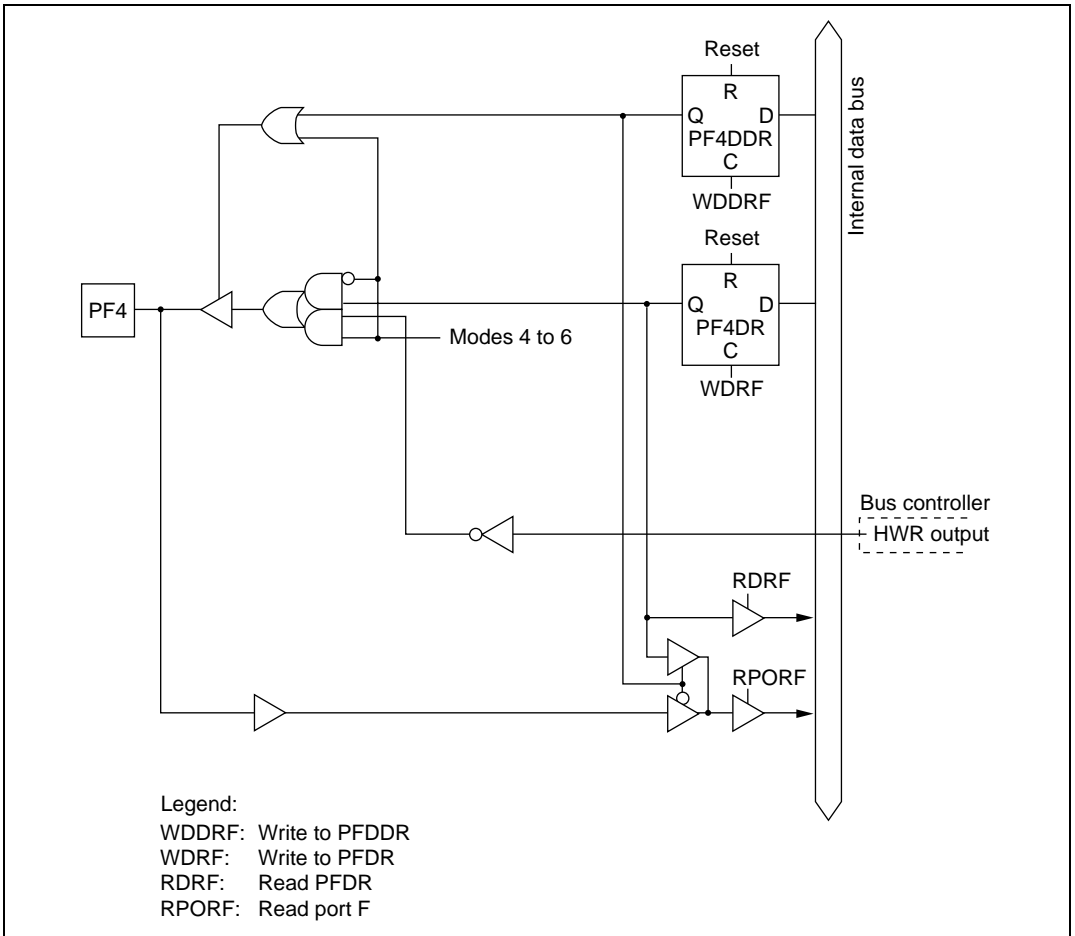 Reset
R
Q D
PF4DDR
C
WDDRF
Internal data bus
Reset
R
Q D
PF4DR
C
WDRF
PF4
Modes 4 to 6
Bus controller
HWR output
RDRF
RPORF
Legend:
WDDRF: Write to PFDDR
WDRF: Write to PFDR
RDRF: Read PFDR
RPORF: Read port F